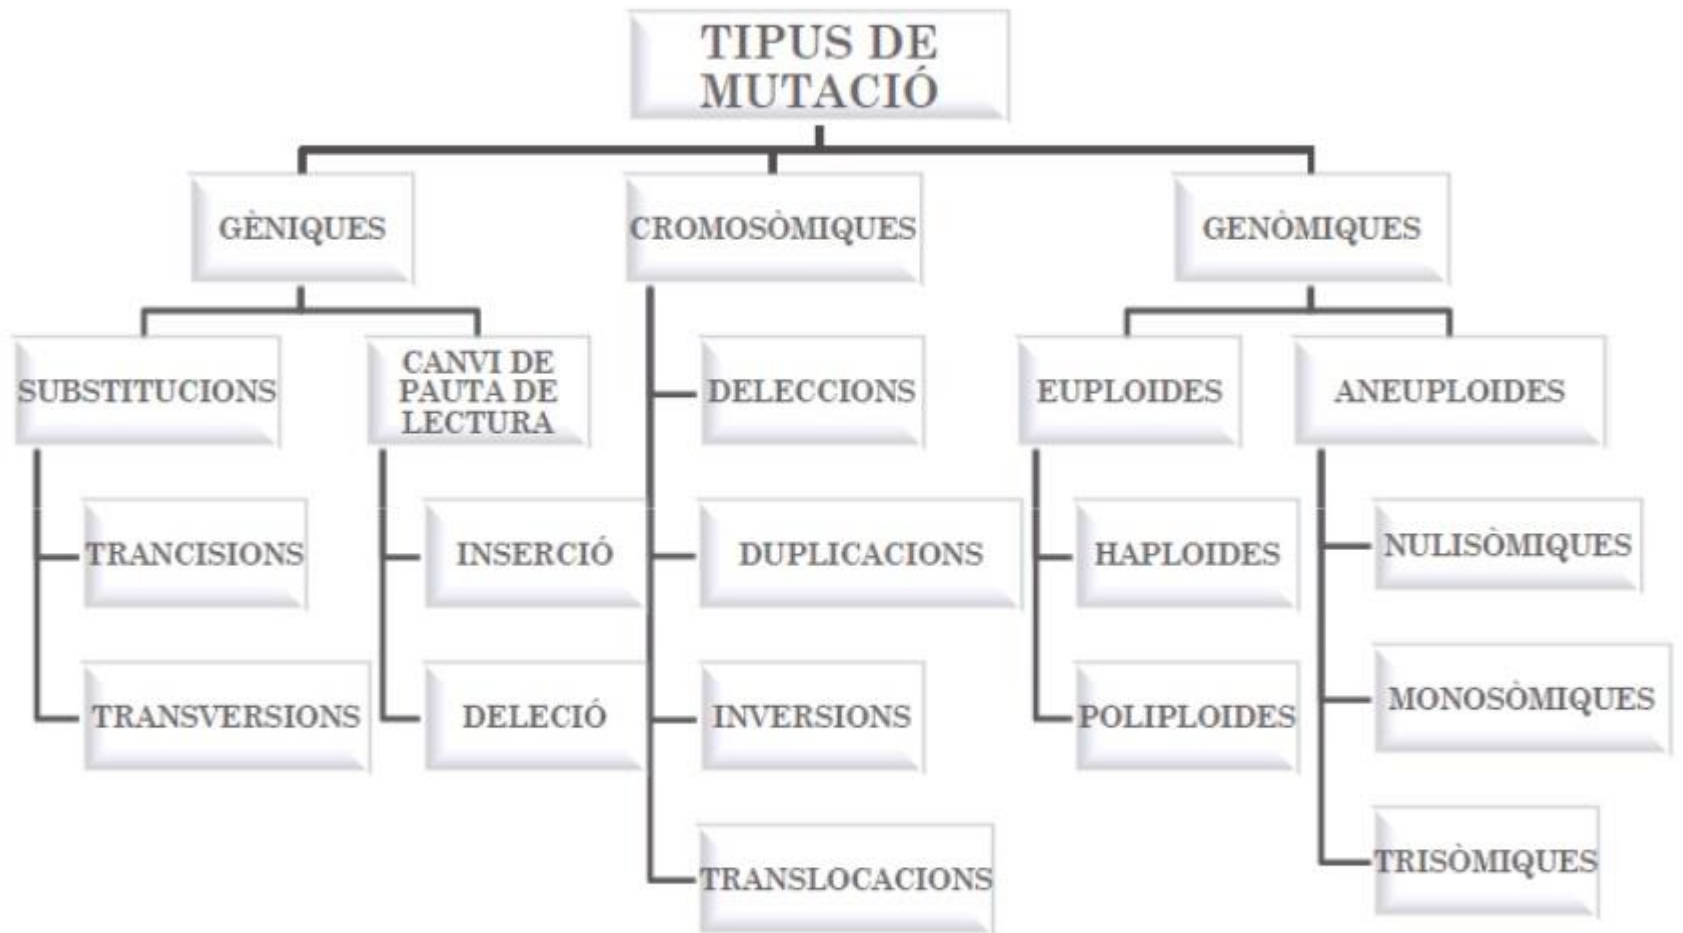 TIPUS DE
MUTACIÓ
GÈNIQUES
CROMOSÒMIQUES
GENÒMIQUES
SUBSTITUCIONS
CANVI DE
PAUTA DE
LECTURA
DELECCIONS
EUPLOIDES
ANEUPLOIDES
TRANCISIONS
INSERCIÓ
DUPLICACIONS
HAPLOIDES
NULISÒMIQUES
TRANSVERSIONS
DELECIÓ
INVERSIONS
POLIPLOIDES
MONOSÒMIQUES
TRANSLOCACIONS
TRISÒMIQUES